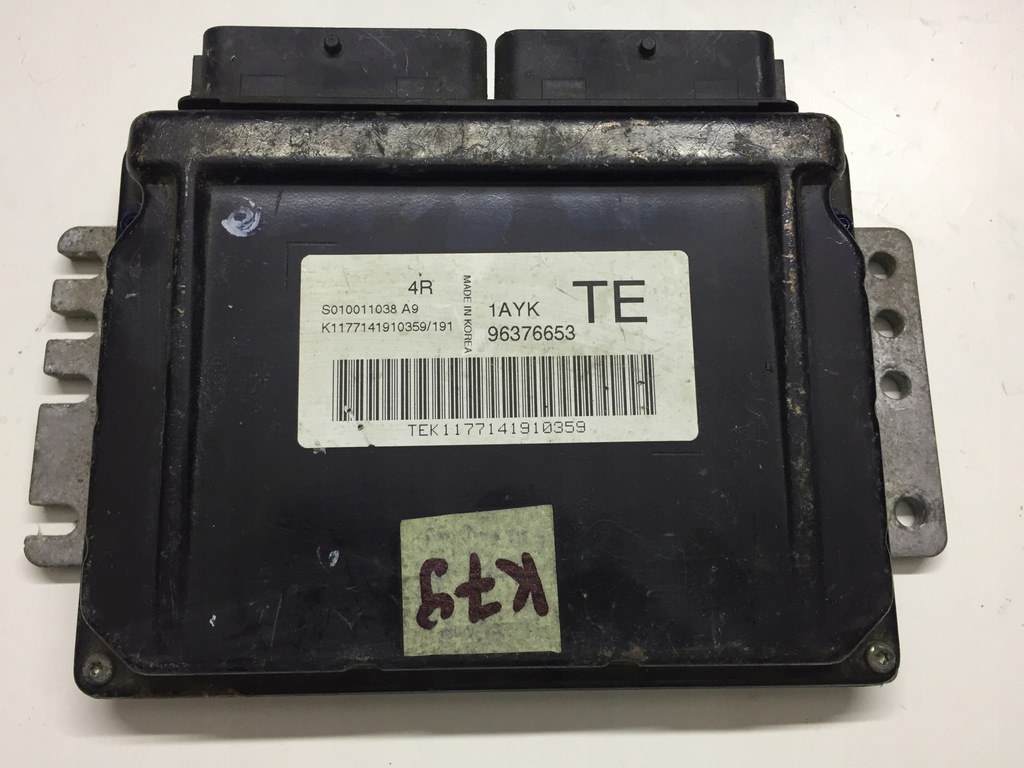 4R
S010011038 A9
K1177141910359/191
MADE IN KOREA
1AYK
96376653
TE
TEK1177141910359
K79